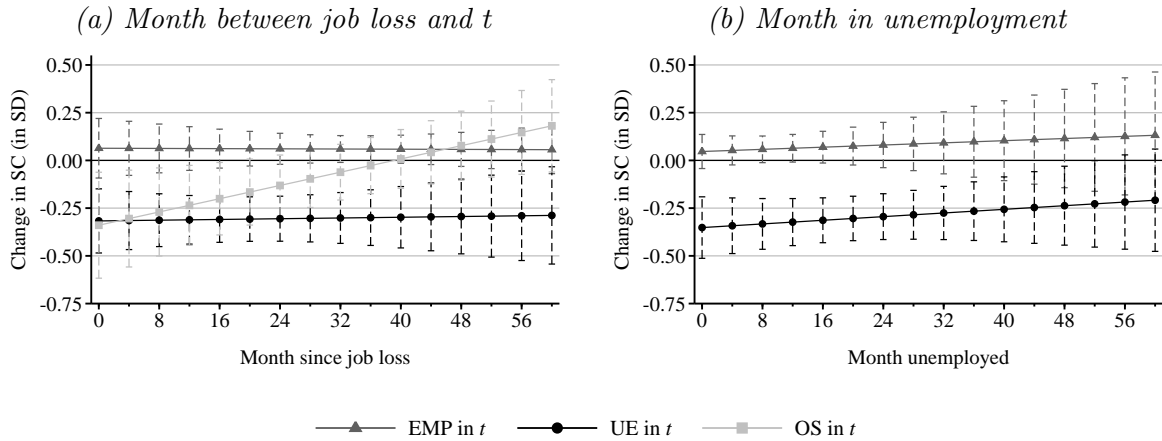 (a) Month between job loss and t
(b) Month in unemployment
Change in SC (in SD)
0.50
0.25
0.00
-0.25
-0.50
-0.75
0 8 16 24 32 40 48 56
Month since job loss
Change in SC (in SD)
0.50
0.25
0.00
-0.25
-0.50
-0.75
0 8 16 24 32 40 48 56
Month unemployed
EMP in t UE in t OS in t